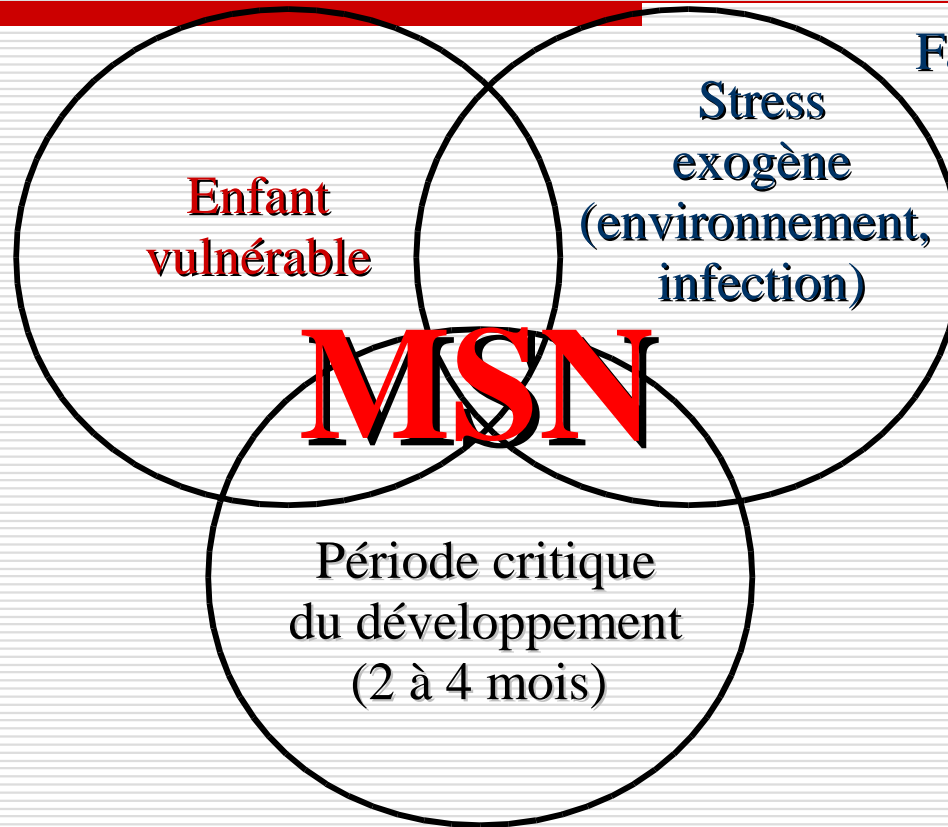 Enfant
vulnérable
Stress
exogène
(environnement,
infection)
MSN
Période critique
du développement
(2 à 4 mois)